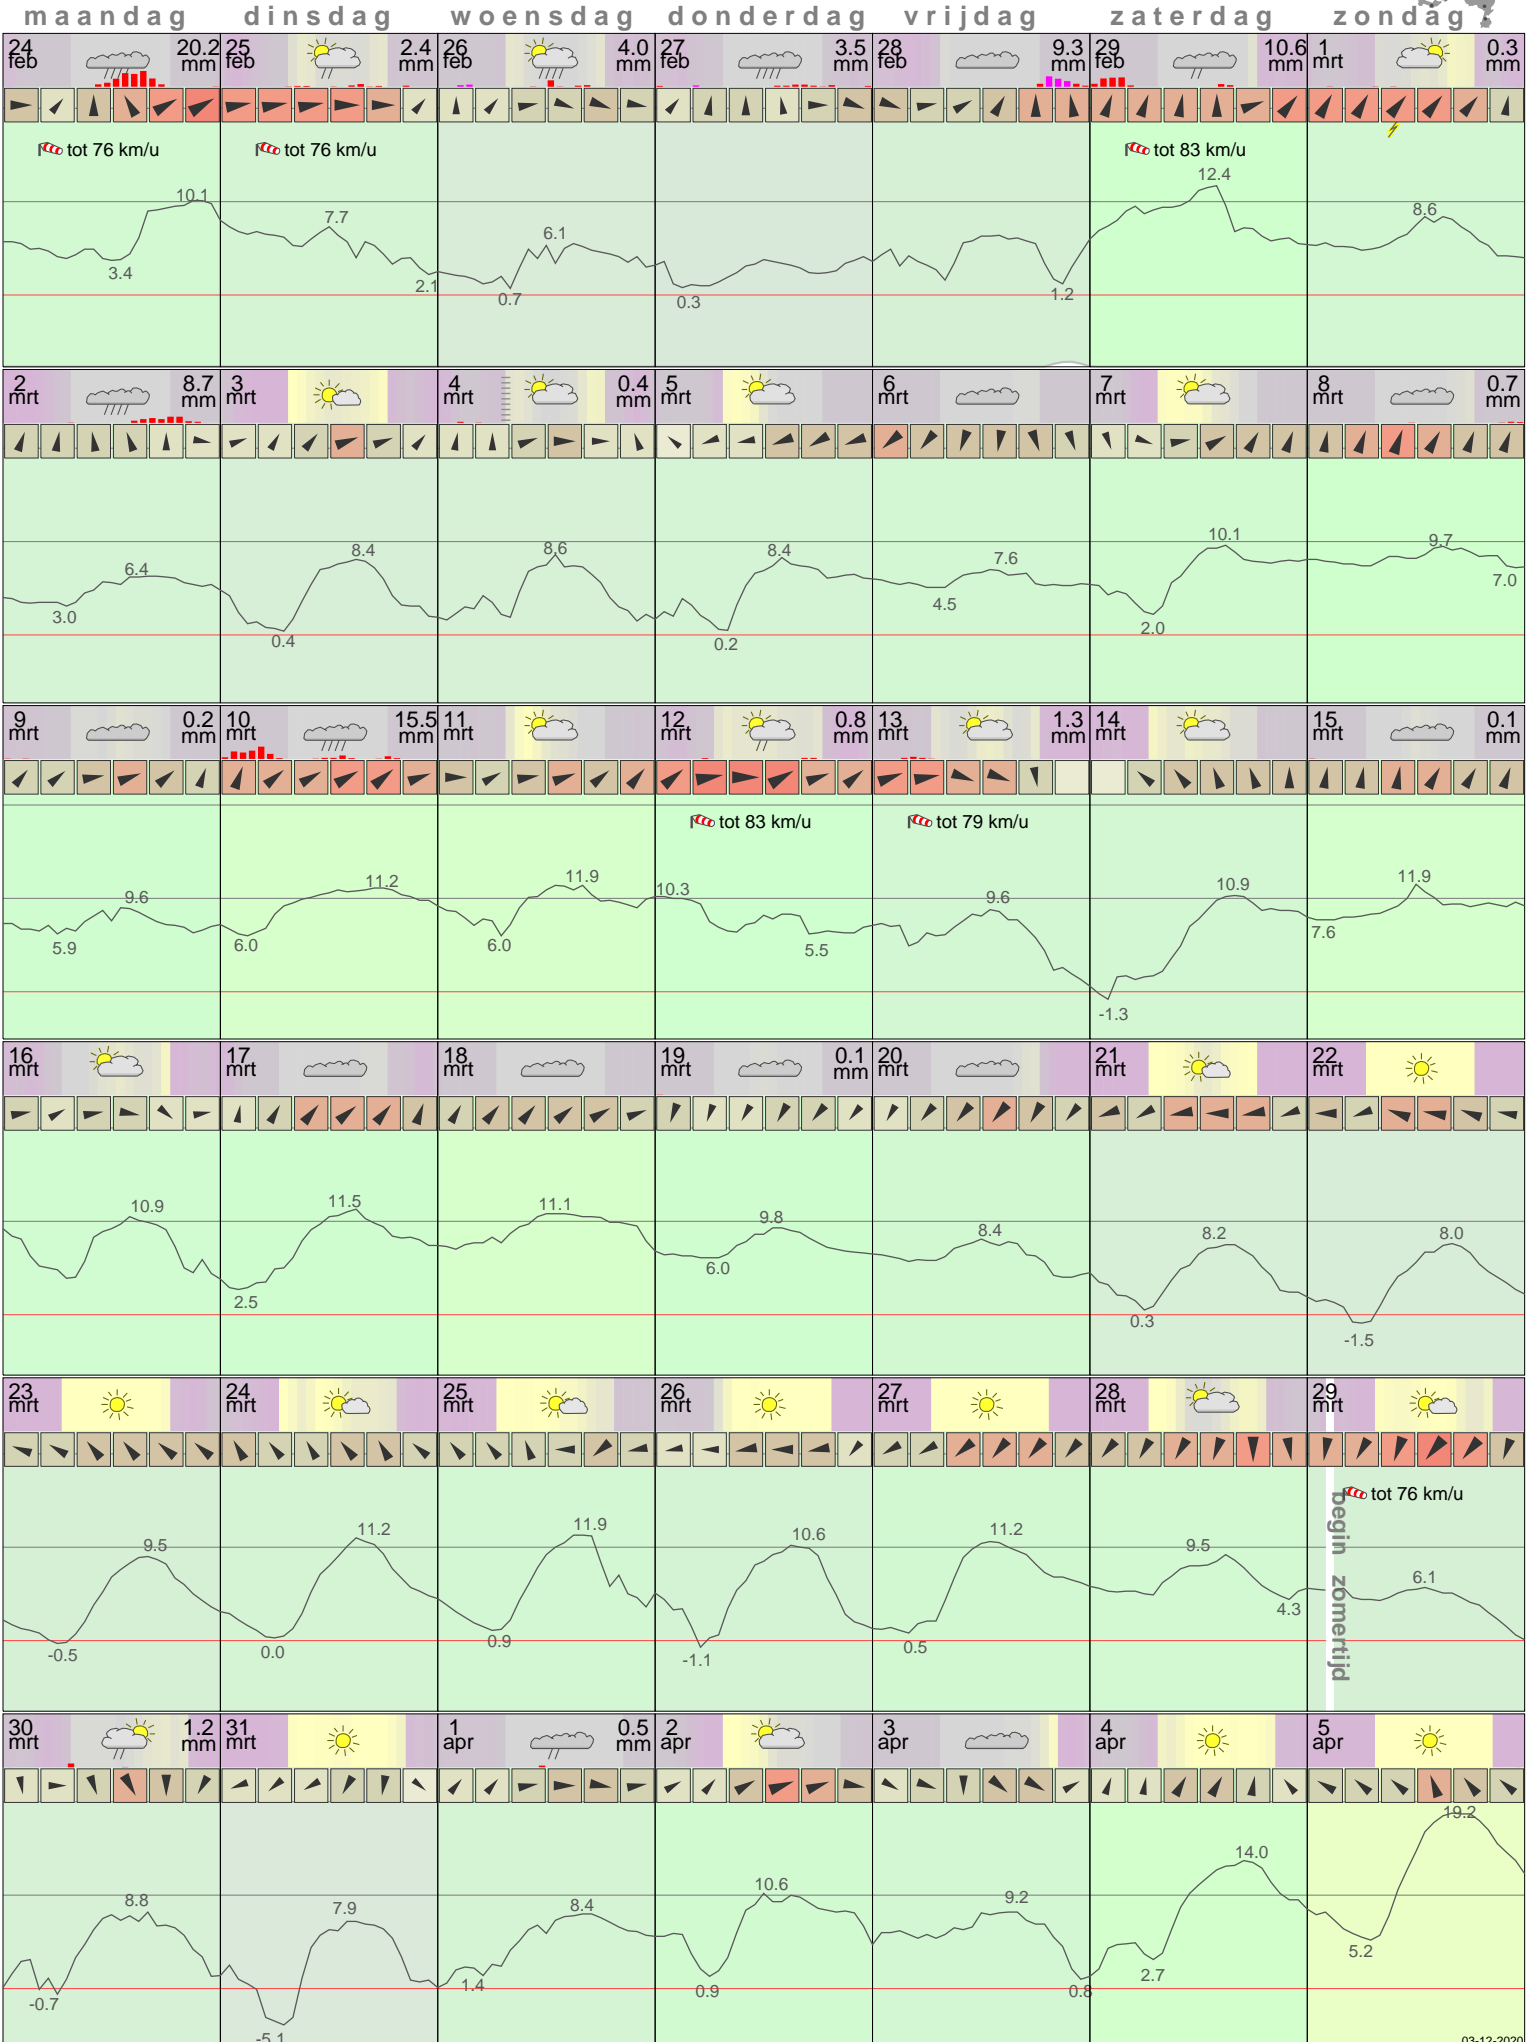 maandag dinsdag woensdag donderdag vrijdag zaterdag zondag
24 feb 20.2 mm 25 feb 2.4 mm 26 feb 4.0 mm 27 feb 3.5 mm 28 feb 9.3 mm 29 feb 10.6 mm 1 mrt 0.3 mm
tot 76 km/u tot 76 km/u tot 83 km/u
10.1 3.4 7.7 2.1 6.1 0.7 0.3 1.2 12.4 8.6
2 mrt 8.7 mm 3 mrt 4 mrt 0.4 mm 5 mrt 6 mrt 7 mrt 8 mrt 0.7 mm
6.4 3.0 8.4 0.4 8.6 8.4 0.2 7.6 4.5 10.1 2.0 9.7 7.0
9 mrt 0.2 mm 10 mrt 15.5 mm 11 mrt 12 mrt 0.8 mm 13 mrt 1.3 mm 14 mrt 15 mrt 0.1 mm
tot 83 km/u tot 79 km/u
9.6 5.9 11.2 6.0 11.9 6.0 10.3 5.5 9.6 10.9 -1.3 11.9 7.6
16 mrt 17 mrt 18 mrt 19 mrt 0.1 mm 20 mrt 21 mrt 22 mrt
10.9 11.5 2.5 11.1 9.8 6.0 8.4 8.2 0.3 8.0 -1.5
23 mrt 24 mrt 25 mrt 26 mrt 27 mrt 28 mrt 29 mrt
tot 76 km/u
begin zomertijd
9.5 -0.5 11.2 0.0 11.9 0.9 10.6 -1.1 11.2 0.5 9.5 4.3 6.1
30 mrt 1.2 mm 31 mrt 1 apr 0.5 mm 2 apr 3 apr 4 apr 5 apr
8.8 -0.7 7.9 -5.1 8.4 1.4 10.6 0.9 9.2 0.8 14.0 2.7 19.2 5.2
03-12-2020